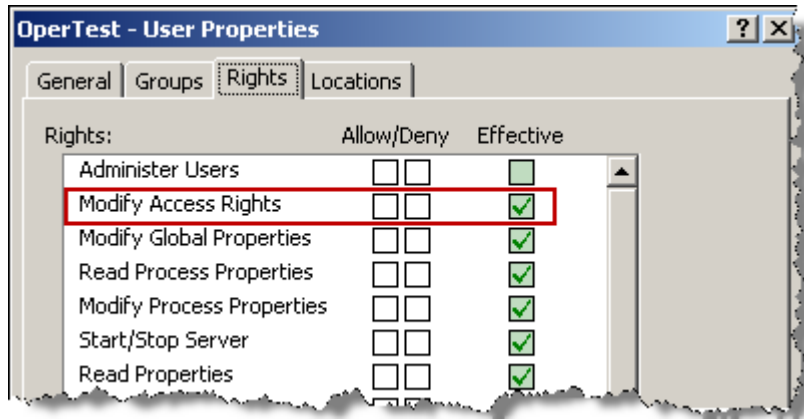 OperTest - User Properties
General Groups Rights Locations
Rights: Allow/Deny Effective
Administer Users
Modify Access Rights
Modify Global Properties
Read Process Properties
Modify Process Properties
Start/Stop Server
Read Properties